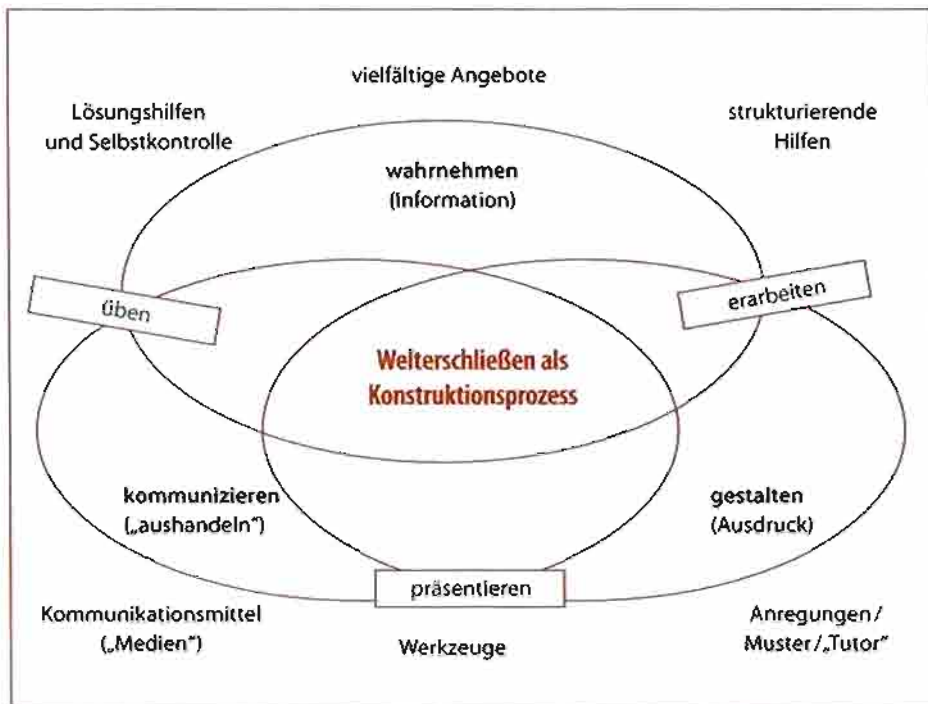 vielfältige Angebote
Lösungshilfen
und Selbstkontrolle
strukturierende
Hilfen
wahrnehmen
(Information)
üben
erarbeiten
Welterschließen als
Konstruktionsprozess
kommunizieren
(„aushandeln“)
gestalten
(Ausdruck)
präsentieren
Kommunikationsmittel
(„Medien“)
Werkzeuge
Anregungen/
Muster/„Tutor“